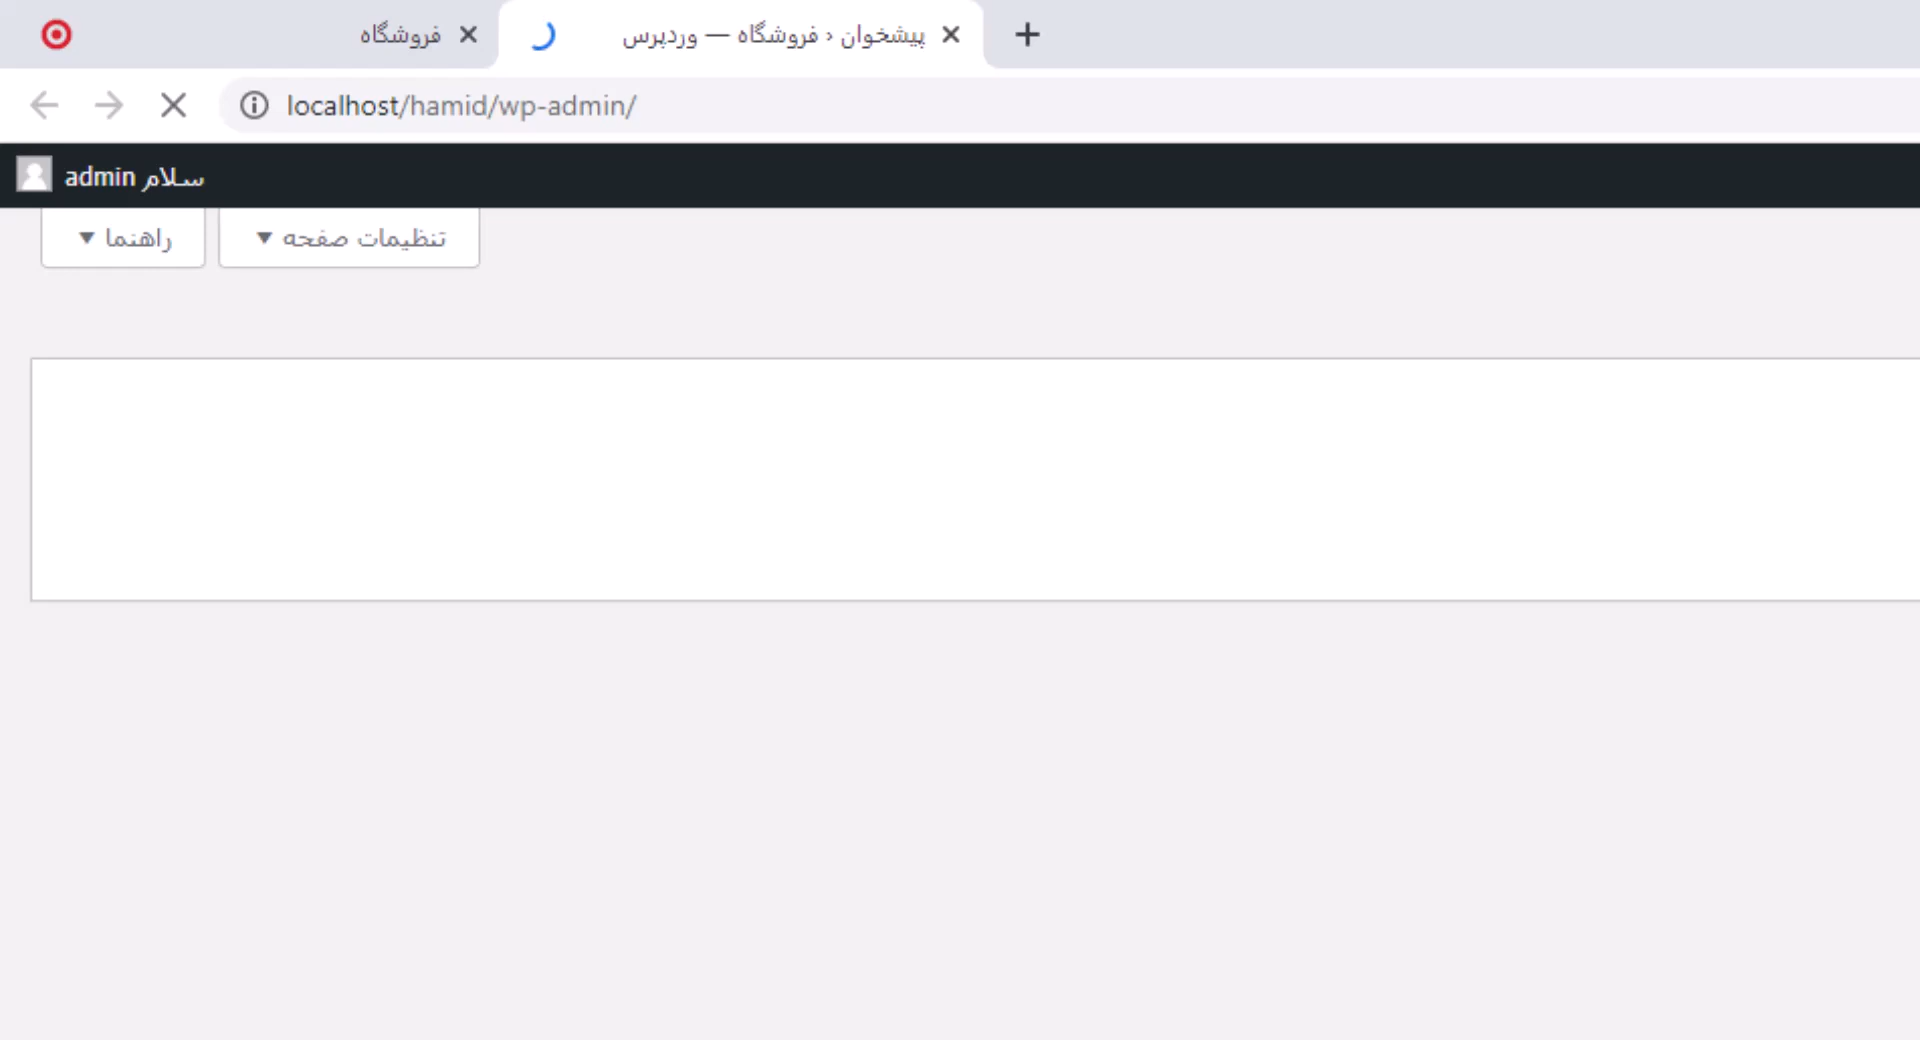 فروشگاه
پیشخوان ‹ فروشگاه — وردپرس
localhost/hamid/wp-admin/
سلام admin
تنظیمات صفحه
راهنما